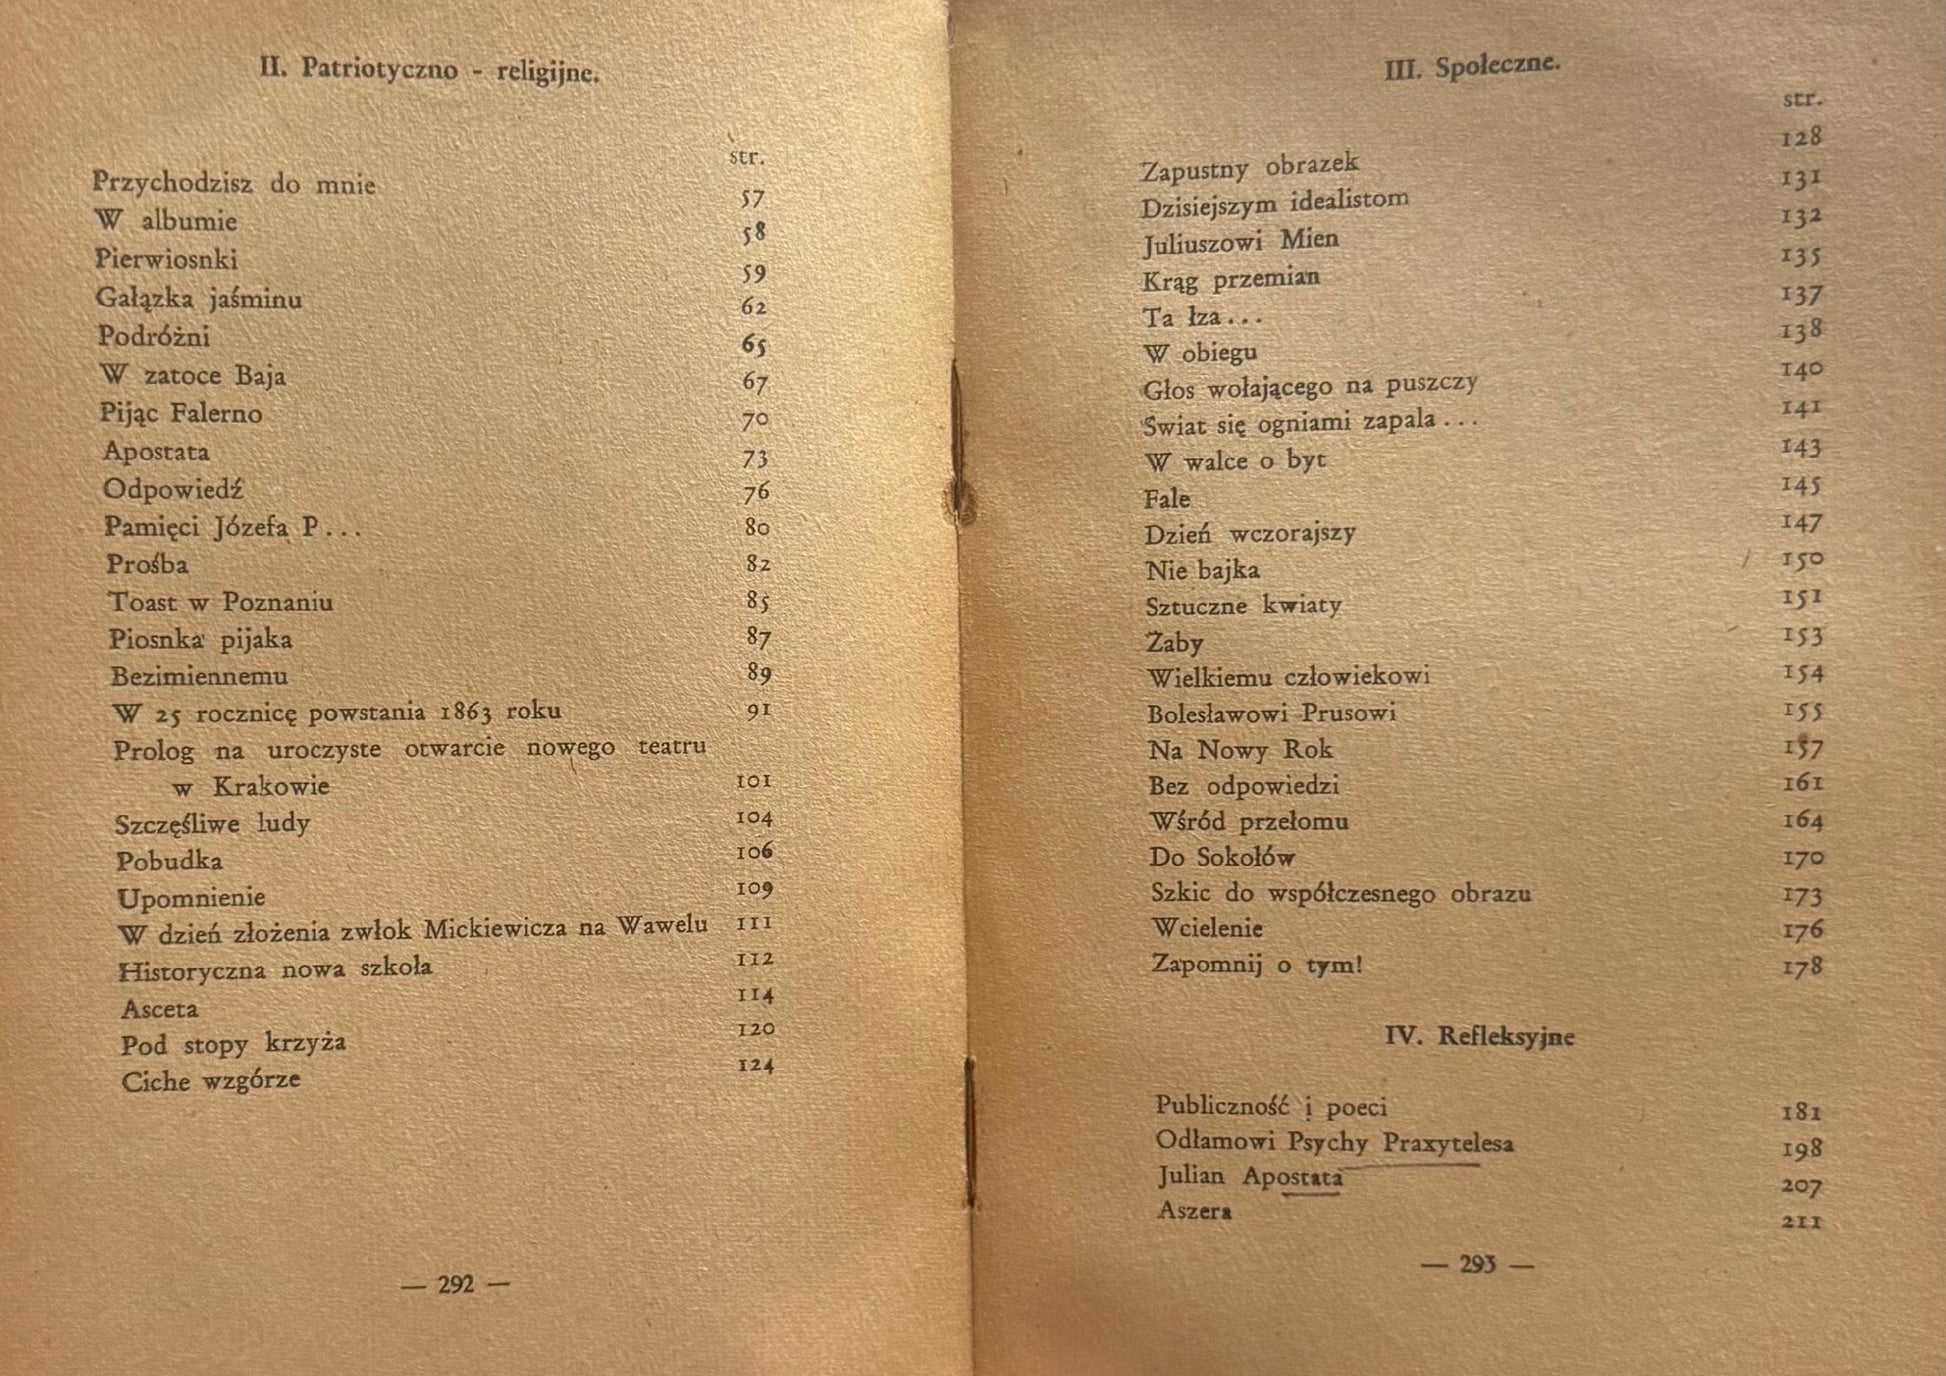 II. Patriotyczno - religijne.
str.
Przychodzisz do mnie 57
W albumie 58
Pierwiosnki 59
Gałązka jaśminu 62
Podróżni 65
W zatoce Baja 67
Pijąc Falerno 70
Apostata 73
Odpowiedź 76
Pamięci Józefa P... 80
Prośba 82
Toast w Poznaniu 85
Piosnka pijaka 87
Bezimiennemu 89
W 25 rocznicę powstania 1863 roku 91
Prolog na uroczyste otwarcie nowego teatru
w Krakowie 101
Szczęśliwe ludy 104
Pobudka 106
Upomnienie 109
W dzień złożenia zwłok Mickiewicza na Wawelu 111
Historyczna nowa szkoła 112
Asceta 114
Pod stopy krzyża 120
Ciche wzgórze 124
— 292 —
III. Społeczne.
str.
Zapustny obrazek 128
Dzisiejszym idealistom 131
Juliuszowi Mien 132
Krąg przemian 135
Ta łza... 137
W obiegu 138
Głos wołającego na puszczy 140
Świat się ogniami zapala... 141
W walce o byt 143
Fale 145
Dzień wczorajszy 147
Nie bajka 150
Sztuczne kwiaty 151
Żaby 153
Wielkiemu człowiekowi 154
Bolesławowi Prusowi 155
Na Nowy Rok 157
Bez odpowiedzi 161
Wśród przełomu 164
Do Sokołów 170
Szkic do współczesnego obrazu 173
Wcielenie 176
Zapomnij o tym! 178
IV. Refleksyjne
Publiczność i poeci 181
Odłamowi Psychy Praxytelesa 198
Julian Apostata 207
Aszera 211
— 293 —